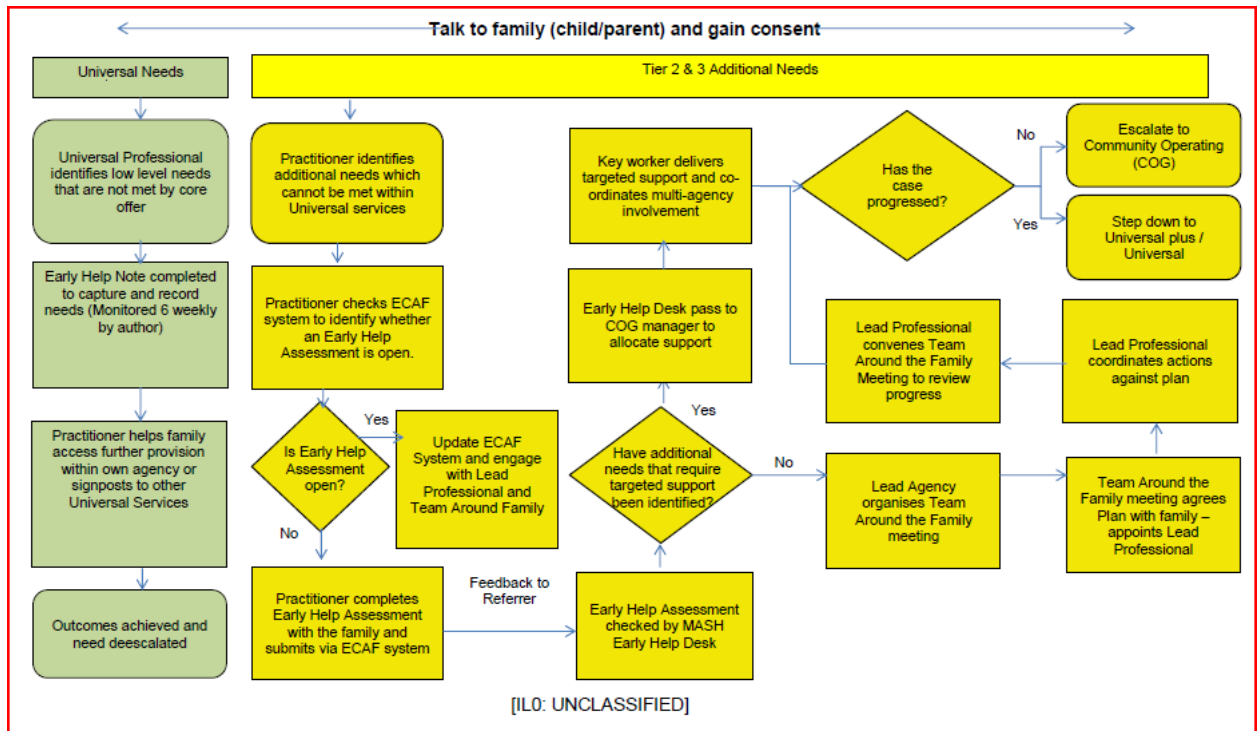 Talk to family (child/parent) and gain consent
Universal Needs
Tier 2 & 3 Additional Needs
Universal Professional
identifies low level needs
that are not met by core
offer
Early Help Note completed
to capture and record
needs (Monitored 6 weekly
by author)
Practitioner helps family
access further provision
within own agency or
signposts to other
Universal Services
Outcomes achieved and
need deescalated
Practitioner identifies
additional needs which
cannot be met within
Universal services
Practitioner checks ECAF
system to identify whether
an Early Help
Assessment is open.
Is Early Help
Assessment
open?
Yes
Update ECAF
System and engage
with Lead
Professional and
Team Around Family
No
Practitioner completes
Early Help Assessment
with the family and
submits via ECAF system
Feedback to
Referrer
Early Help Assessment
checked by MASH
Early Help Desk
Have additional
needs that require
targeted support
been identified?
Yes
Early Help Desk pass to
COG manager to
allocate support
Key worker delivers
targeted support and co-
ordinates multi-agency
involvement
No
Lead Agency
organises Team
Around the Family
meeting
Team Around the
Family meeting agrees
Plan with family –
appoints Lead
Professional
Lead Professional
coordinates actions
against plan
Lead Professional
convenes Team
Around the Family
Meeting to review
progress
Has the
case
progressed?
No
Escalate to
Community Operating
(COG)
Yes
Step down to
Universal plus /
Universal
[IL0: UNCLASSIFIED]